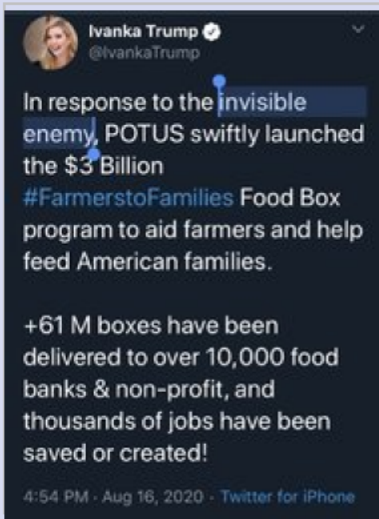 Ivanka Trump
@IvankaTrump
In response to the invisible
enemy, POTUS swiftly launched
the $3 Billion
#FarmerstoFamilies Food Box
program to aid farmers and help
feed American families.
+61 M boxes have been
delivered to over 10,000 food
banks & non-profit, and
thousands of jobs have been
saved or created!
4:54 PM · Aug 16, 2020 · Twitter for iPhone